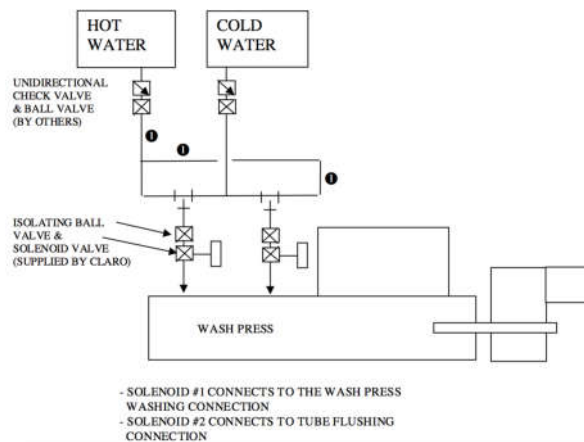 HOT
WATER
COLD
WATER
UNIDIRECTIONAL
CHECK VALVE
& BALL VALVE
(BY OTHERS)
ISOLATING BALL
VALVE &
SOLENOID VALVE
(SUPPLIED BY CLARO)
WASH PRESS
- SOLENOID #1 CONNECTS TO THE WASH PRESS
WASHING CONNECTION
- SOLENOID #2 CONNECTS TO TUBE FLUSHING
CONNECTION